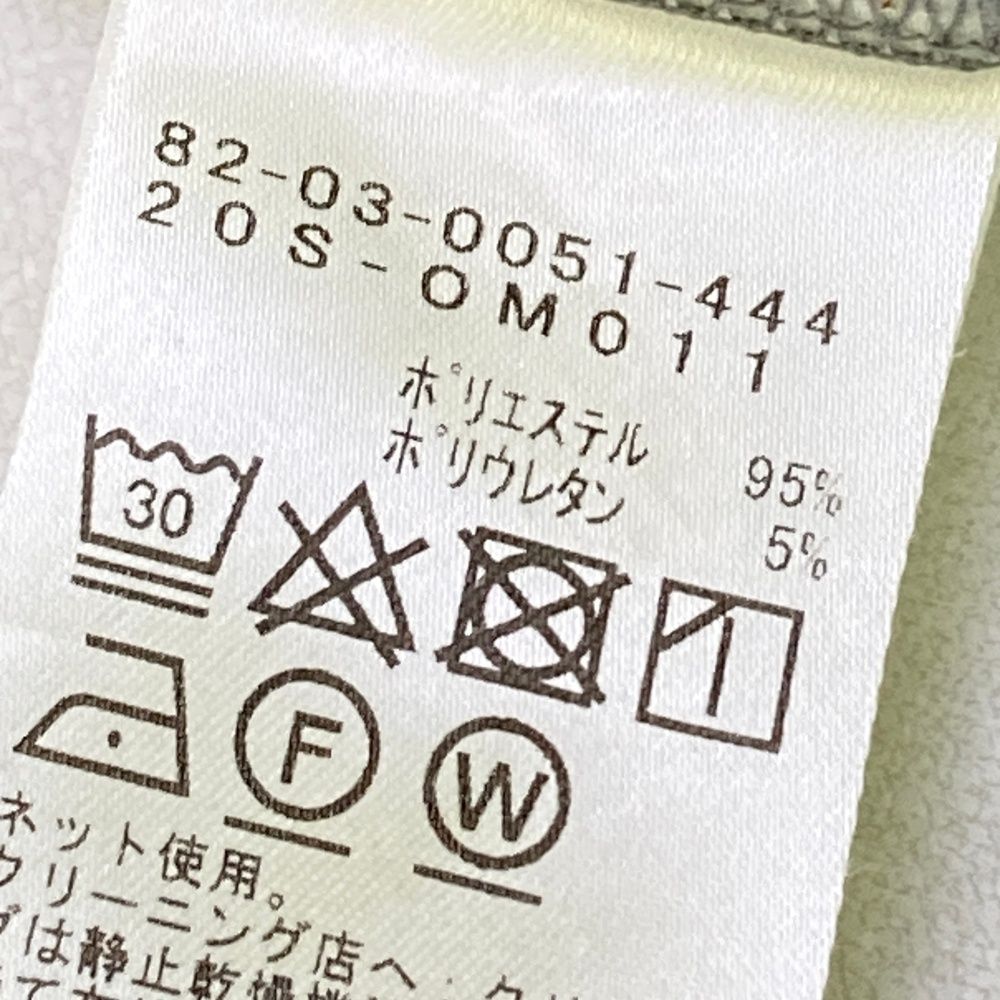 82-03-0051-444
20S-OM011
ポリエステル 95%
ポリウレタン 5%
30
F
W
ネット使用。
クリーニング店へ・ク
グは静止乾燥